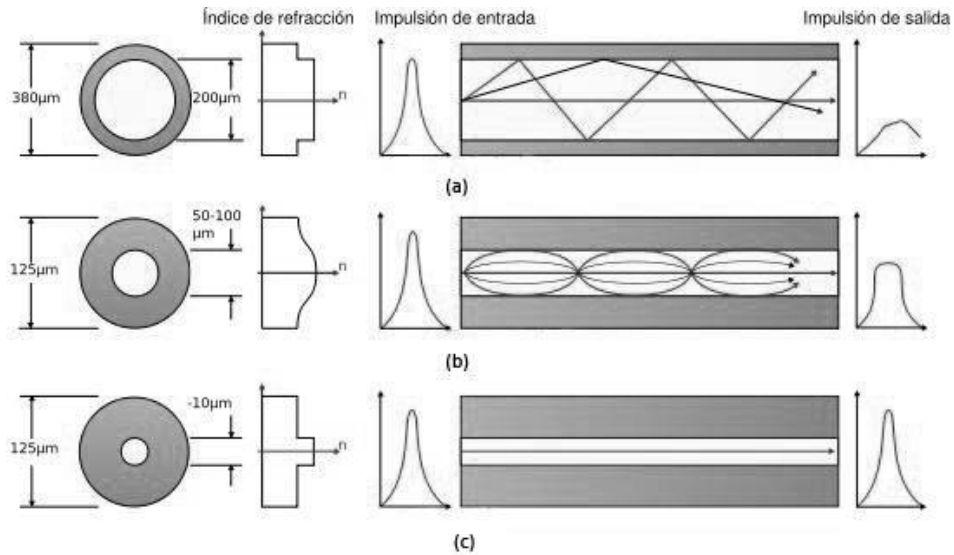 Índice de refracción
Impulsión de entrada
Impulsión de salida
380µm
200µm
n
(a)
50-100
µm
125µm
n
(b)
-10µm
125µm
n
(c)